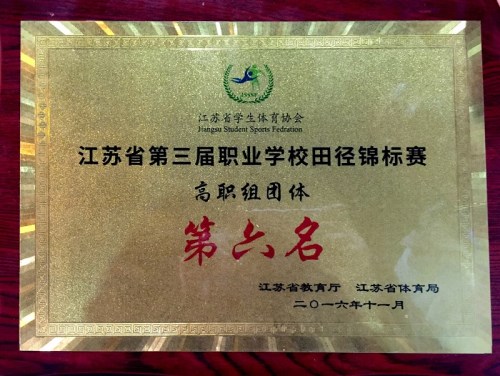 江苏省学生体育协会
Jiangsu Student Sports Fedration
江苏省第三届职业学校田径锦标赛
高职组团体
第六名
江苏省教育厅 江苏省体育局
二〇一六年十一月